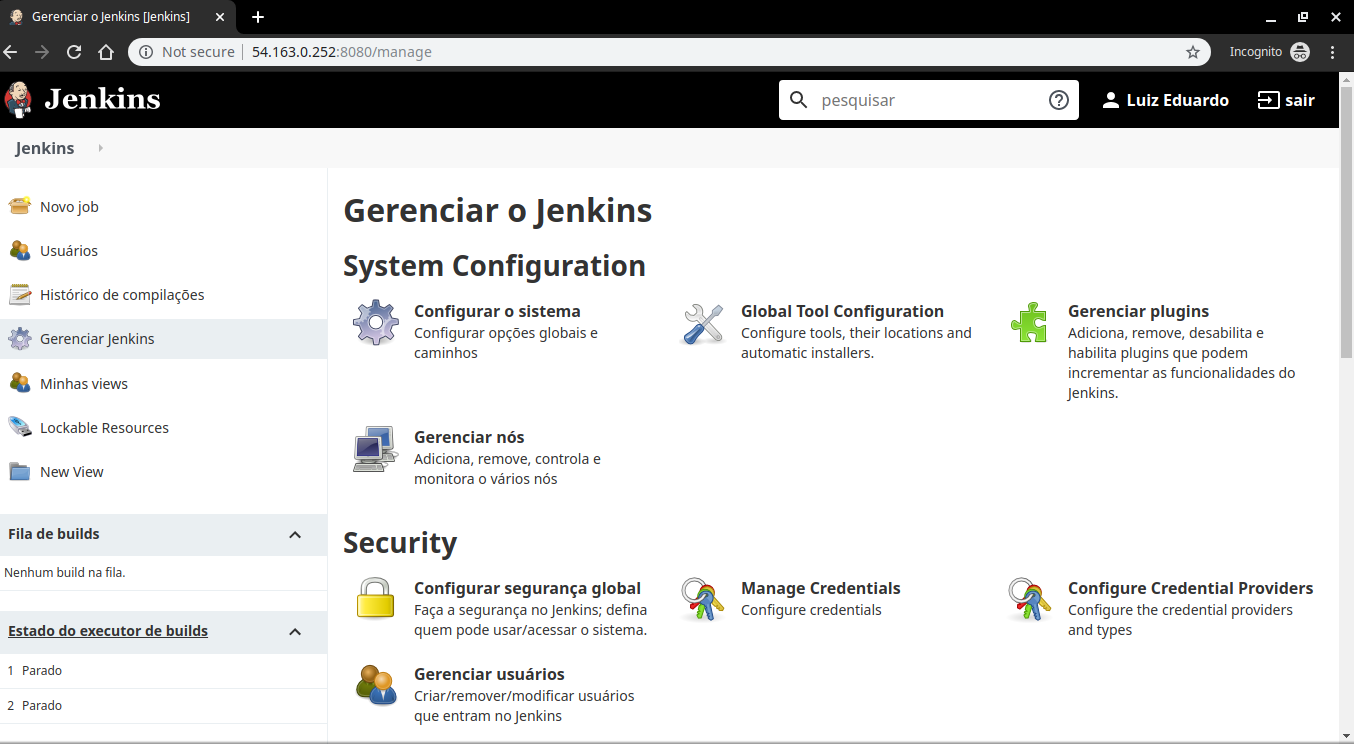 Gerenciar o Jenkins [Jenkins]
Not secure 54.163.0.252:8080/manage
Incognito
Jenkins
pesquisar
Luiz Eduardo
sair
Jenkins
Novo job
Usuários
Histórico de compilações
Gerenciar Jenkins
Minhas views
Lockable Resources
New View
Fila de builds
Nenhum build na fila.
Estado do executor de builds
1 Parado
2 Parado
Gerenciar o Jenkins
System Configuration
Configurar o sistema
Configurar opções globais e
caminhos
Global Tool Configuration
Configure tools, their locations and
automatic installers.
Gerenciar plugins
Adiciona, remove, desabilita e
habilita plugins que podem
incrementar as funcionalidades do
Jenkins.
Gerenciar nós
Adiciona, remove, controla e
monitora o vários nós
Security
Configurar segurança global
Faça a segurança no Jenkins; defina
quem pode usar/acessar o sistema.
Manage Credentials
Configure credentials
Configure Credential Providers
Configure the credential providers
and types
Gerenciar usuários
Criar/remover/modificar usuários
que entram no Jenkins